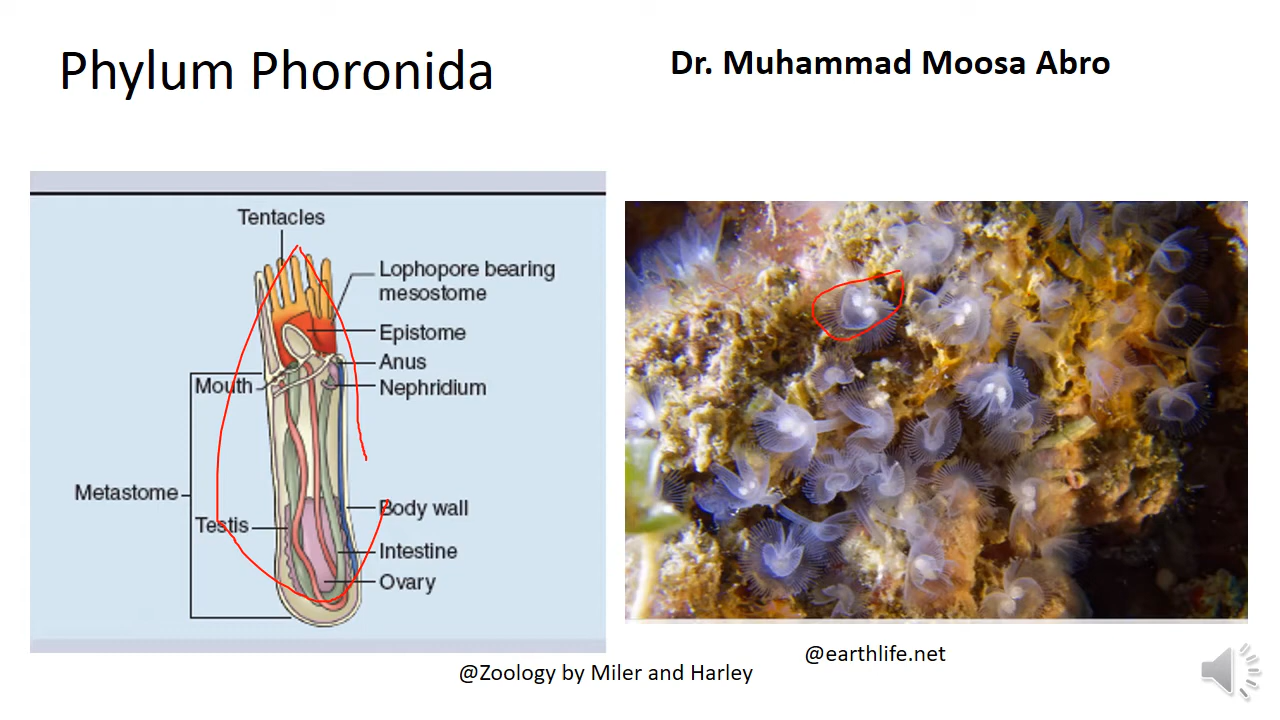 Phylum Phoronida
Dr. Muhammad Moosa Abro
Tentacles
Lophopore bearing
mesostome
Epistome
Anus
Mouth
Nephridium
Metastome
Body wall
Testis
Intestine
Ovary
@earthlife.net
@Zoology by Miler and Harley